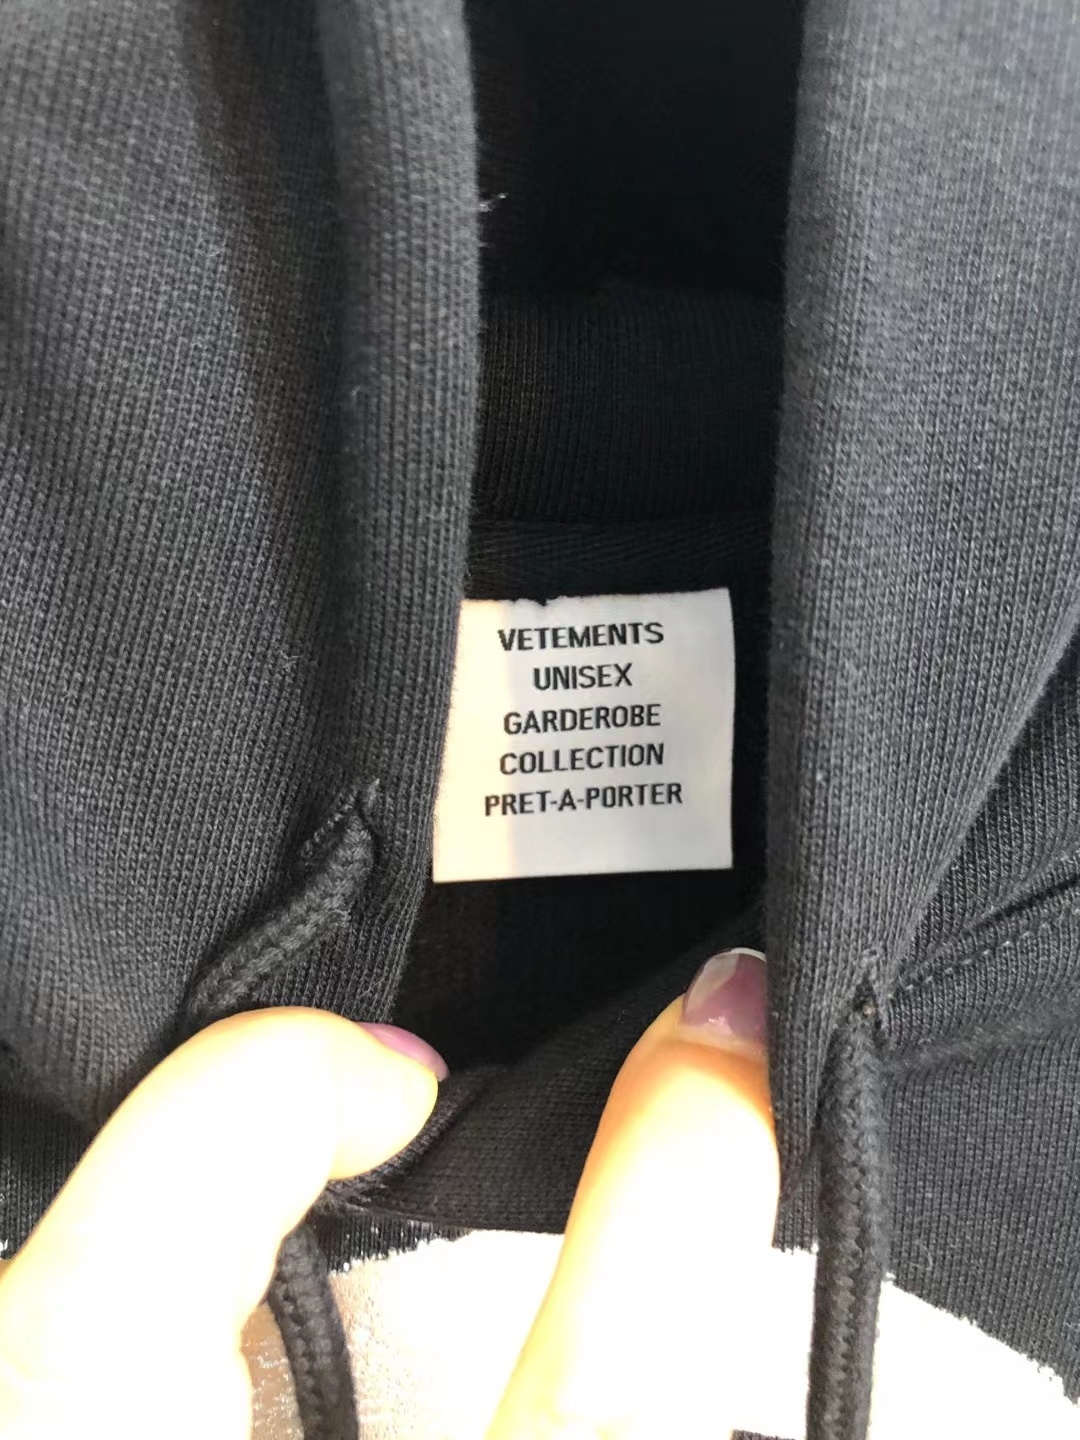 VETEMENTS
UNISEX
GARDEROBE
COLLECTION
PRET-A-PORTER